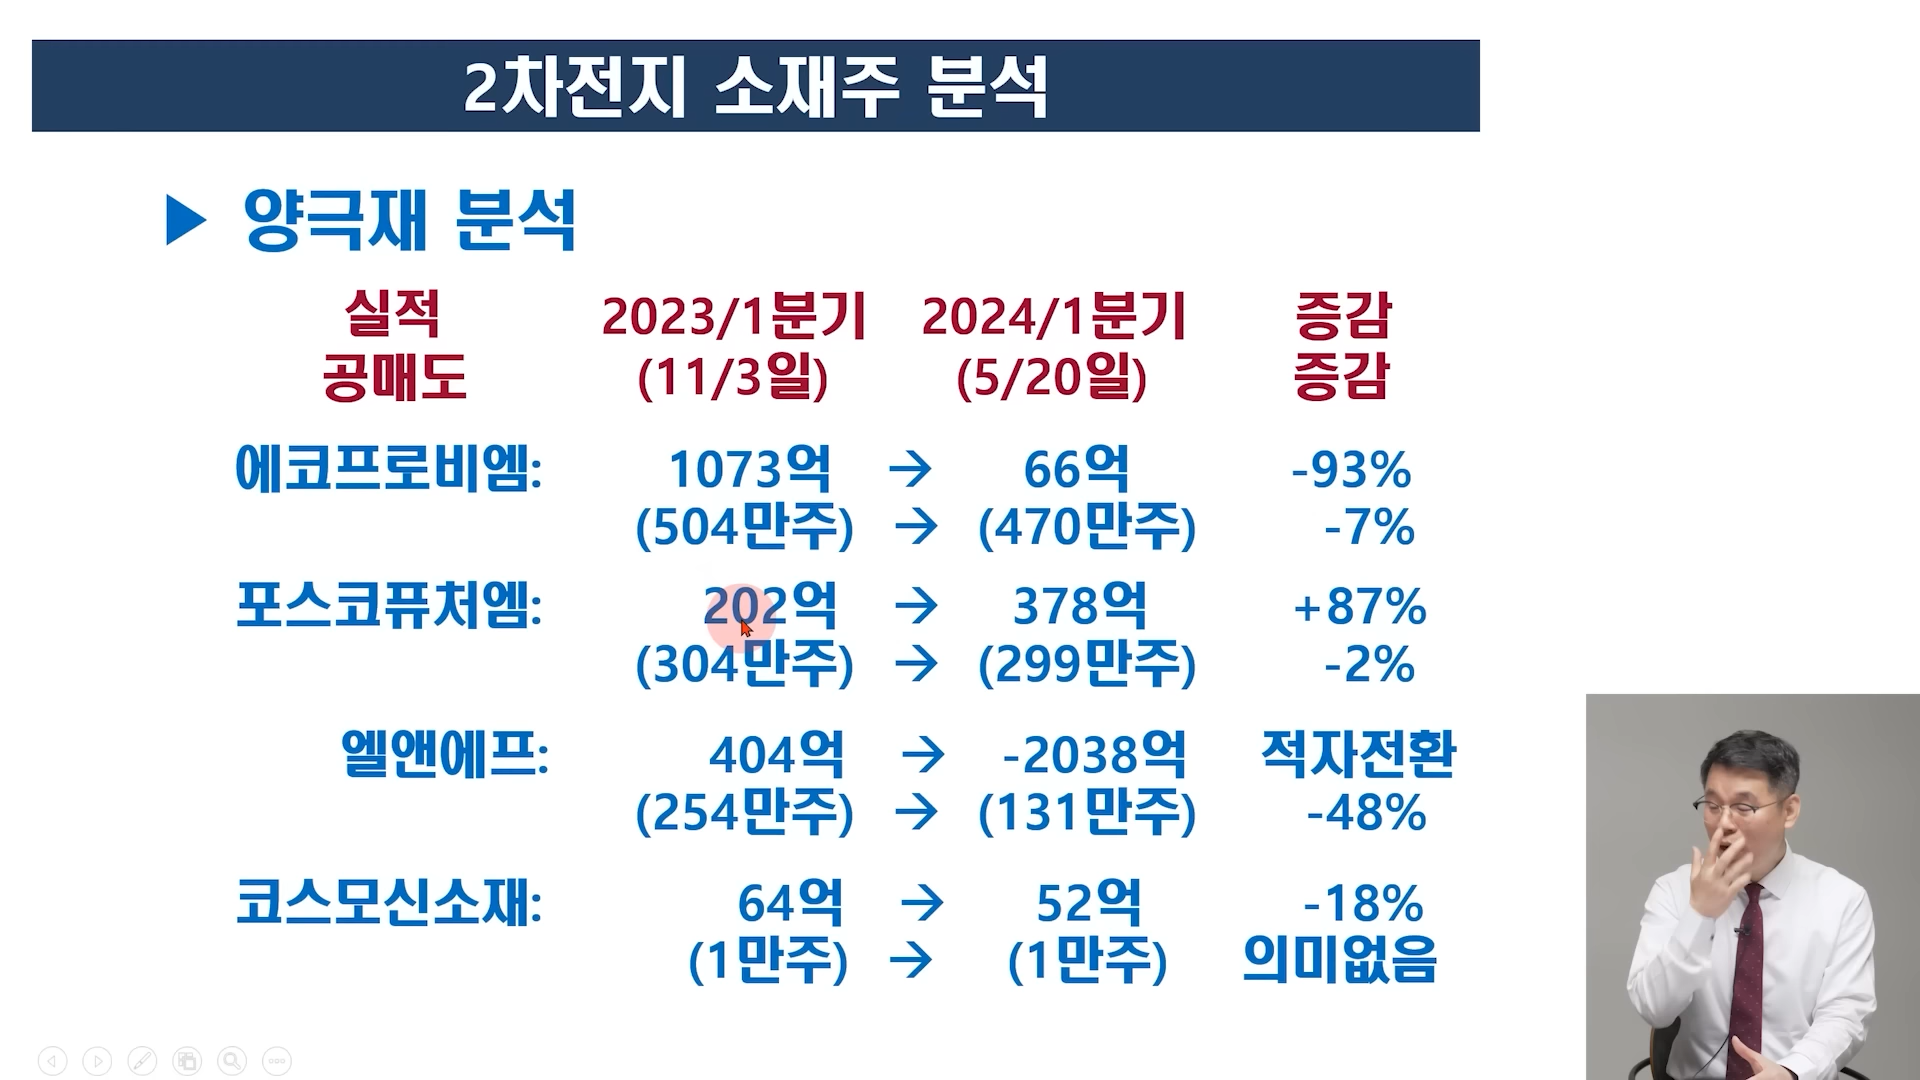 2차전지 소재주 분석
▶ 양극재 분석
실적 2023/1분기 2024/1분기 증감
공매도 (11/3일) (5/20일) 증감
에코프로비엠: 1073억 → 66억 -93%
(504만주) → (470만주) -7%
포스코퓨처엠: 202억 → 378억 +87%
(304만주) → (299만주) -2%
엘앤에프: 404억 → -2038억 적자전환
(254만주) → (131만주) -48%
코스모신소재: 64억 → 52억 -18%
(1만주) → (1만주) 의미없음